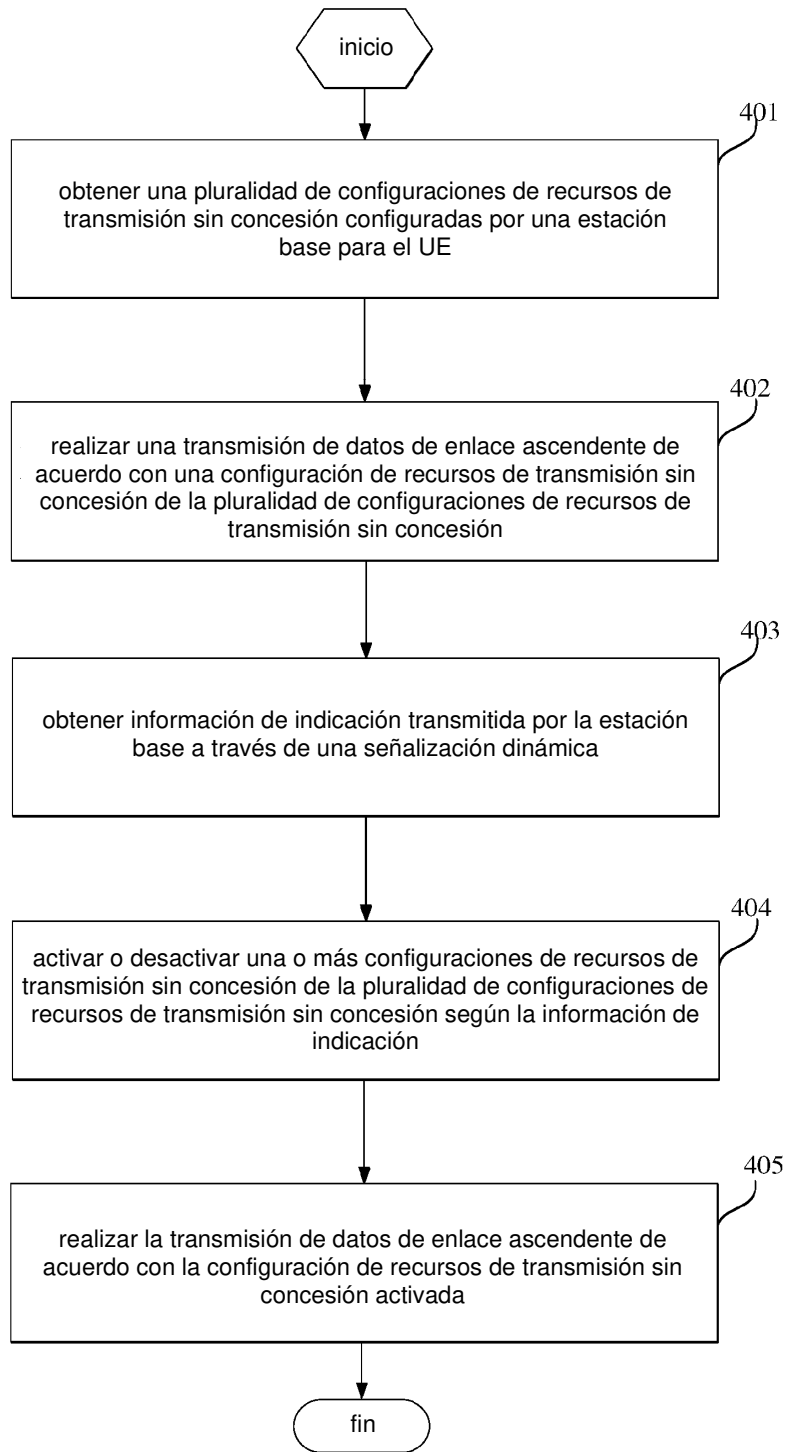 inicio
401
obtener una pluralidad de configuraciones de recursos de
transmisión sin concesión configuradas por una estación
base para el UE
402
realizar una transmisión de datos de enlace ascendente de
acuerdo con una configuración de recursos de transmisión sin
concesión de la pluralidad de configuraciones de recursos de
transmisión sin concesión
403
obtener información de indicación transmitida por la estación
base a través de una señalización dinámica
404
activar o desactivar una o más configuraciones de recursos de
transmisión sin concesión de la pluralidad de configuraciones de
recursos de transmisión sin concesión según la información de
indicación
405
realizar la transmisión de datos de enlace ascendente de
acuerdo con la configuración de recursos de transmisión sin
concesión activada
fin